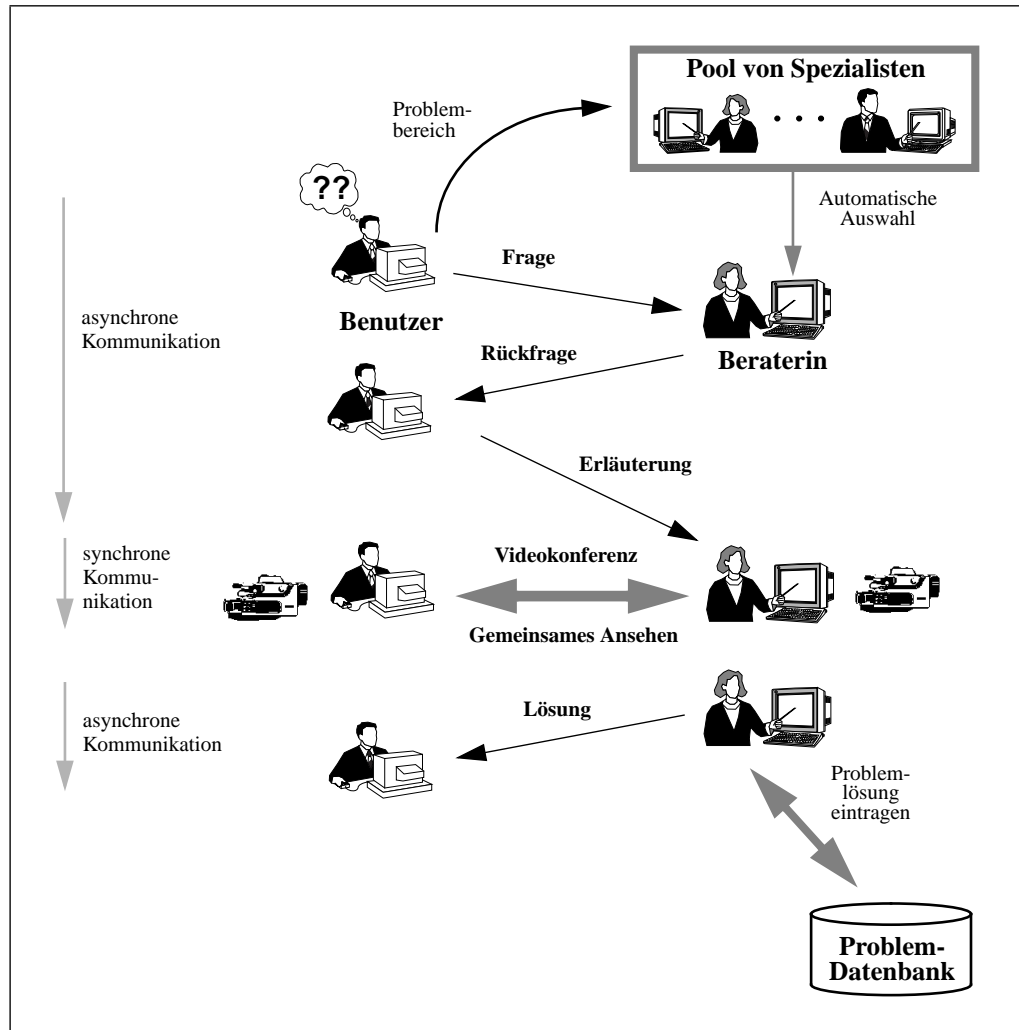 Pool von Spezialisten
Problem-
bereich
. . .
??
Automatische
Auswahl
Frage
asynchrone
Kommunikation
Benutzer
Rückfrage
Beraterin
Erläuterung
synchrone
Kommu-
nikation
Videokonferenz
Gemeinsames Ansehen
asynchrone
Kommunikation
Lösung
Problem-
lösung
eintragen
Problem-
Datenbank